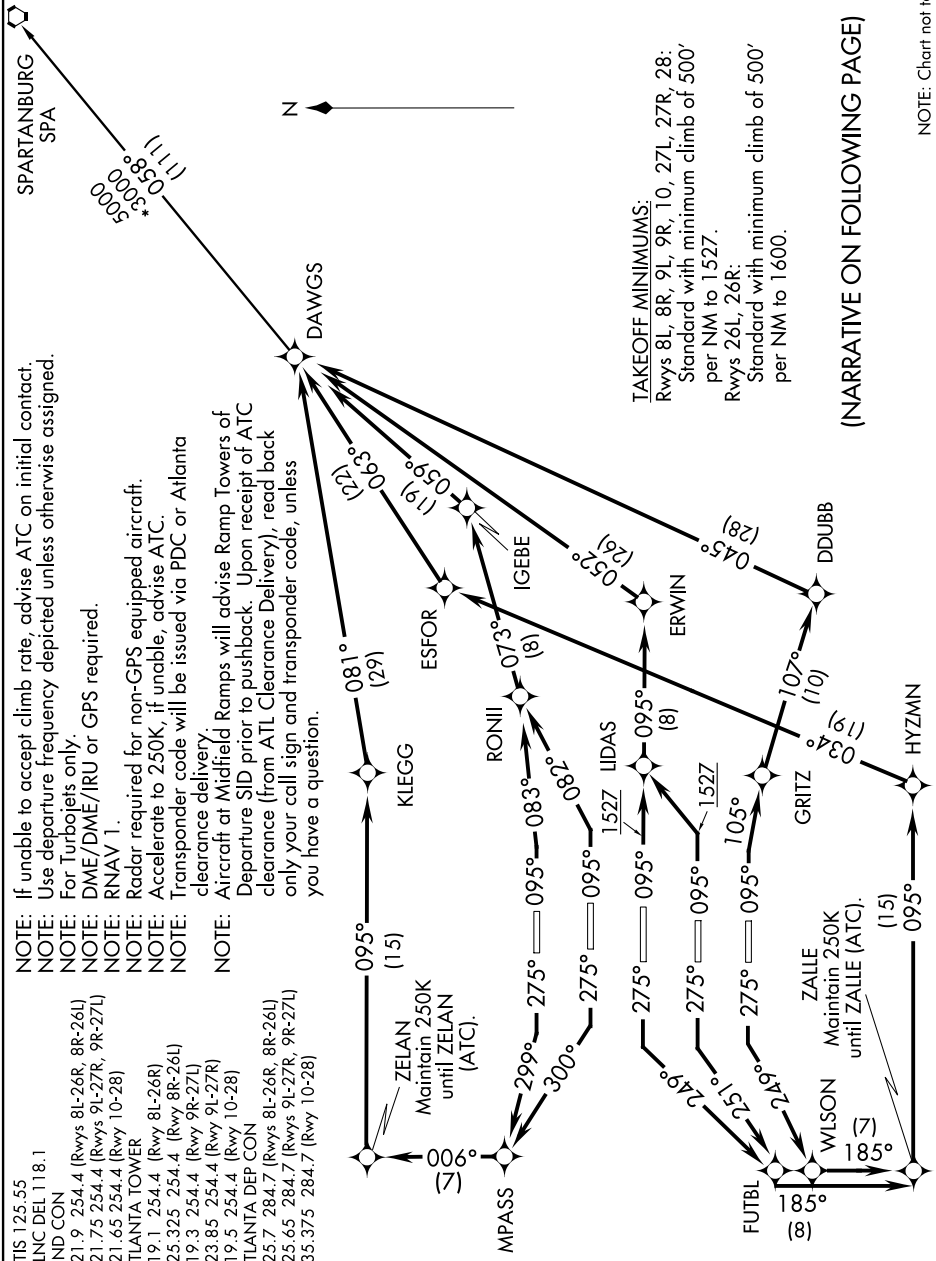 TIS 125.55
LNC DEL 118.1
ND CON
21.9 254.4 (Rwys 8L-26R, 8R-26L)
21.75 254.4 (Rwys 9L-27R, 9R-27L)
21.65 254.4 (Rwy 10-28)
TLANTA TOWER
19.1 254.4 (Rwy 8L-26R)
25.325 254.4 (Rwy 8R-26L)
19.3 254.4 (Rwy 9R-27L)
23.85 254.4 (Rwy 9L-27R)
19.5 254.4 (Rwy 10-28)
TLANTA DEP CON
25.7 284.7 (Rwys 8L-26R, 8R-26L)
25.65 284.7 (Rwys 9L-27R, 9R-27L)
35.375 284.7 (Rwy 10-28)
NOTE: If unable to accept climb rate, advise ATC on initial contact.
NOTE: Use departure frequency depicted unless otherwise assigned.
NOTE: For Turbojets only.
NOTE: DME/DME/IRU or GPS required.
NOTE: RNAV 1.
NOTE: Radar required for non-GPS equipped aircraft.
NOTE: Accelerate to 250K, if unable, advise ATC.
NOTE: Transponder code will be issued via PDC or Atlanta
clearance delivery.
NOTE: Aircraft at Midfield Ramps will advise Ramp Towers of
Departure SID prior to pushback. Upon receipt of ATC
clearance (from ATL Clearance Delivery), read back
only your call sign and transponder code, unless
you have a question.
SPARTANBURG
SPA
5000
*3000
058°
(111)
N
DAWGS
ZELAN
Maintain 250K
until ZELAN
(ATC).
095°
(15)
KLEGG
081°
(29)
006°
(7)
MPASS
299°
275°
095°
083°
300°
275°
095°
082°
RONII
073°
(8)
IGEBE
059°
(19)
ESFOR
063°
(22)
249°
275°
095°
1527
LIDAS
095°
(8)
ERWIN
052°
(26)
251°
275°
095°
1527
249°
275°
095°
105°
GRITZ
107°
(10)
DDUBB
045°
(28)
FUTBL
WLSON
(7)
185°
185°
(8)
ZALLE
Maintain 250K
until ZALLE (ATC).
095°
(15)
HYZMN
034°
(19)
TAKEOFF MINIMUMS:
Rwys 8L, 8R, 9L, 9R, 10, 27L, 27R, 28:
Standard with minimum climb of 500'
per NM to 1527.
Rwys 26L, 26R:
Standard with minimum climb of 500'
per NM to 1600.
(NARRATIVE ON FOLLOWING PAGE)
NOTE: Chart not to